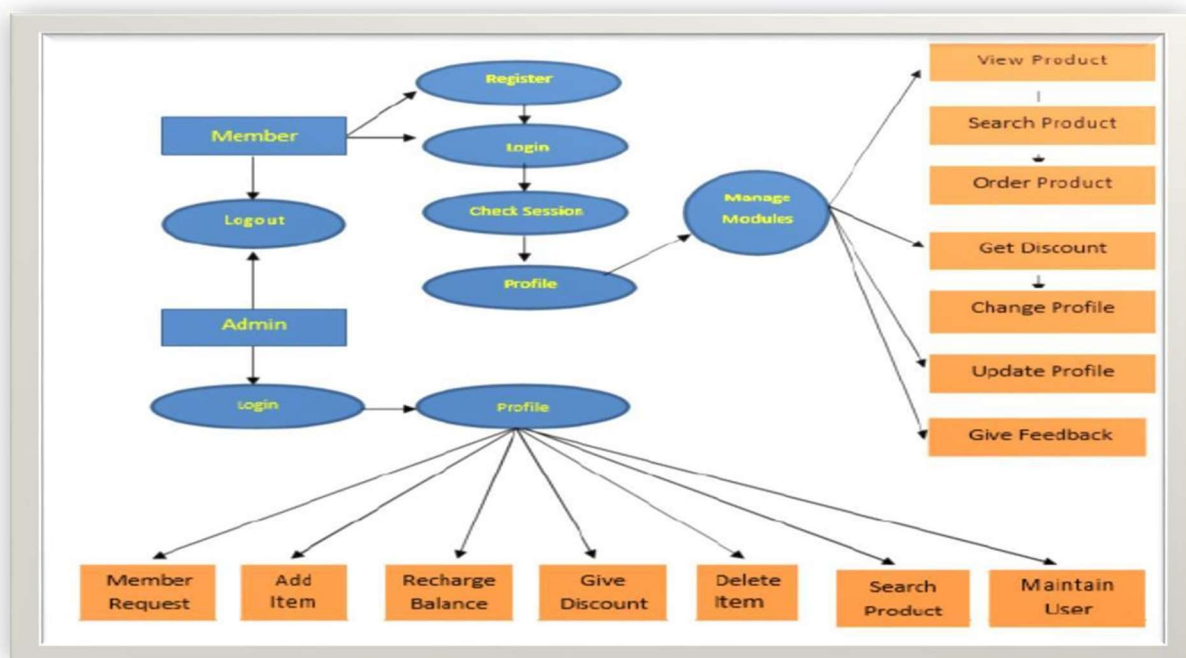 Register
Member
Login
Logout
Check Session
Profile
Manage
Modules
View Product
Search Product
Order Product
Get Discount
Change Profile
Update Profile
Give Feedback
Admin
Login
Profile
Member
Request
Add
Item
Recharge
Balance
Give
Discount
Delete
Item
Search
Product
Maintain
User